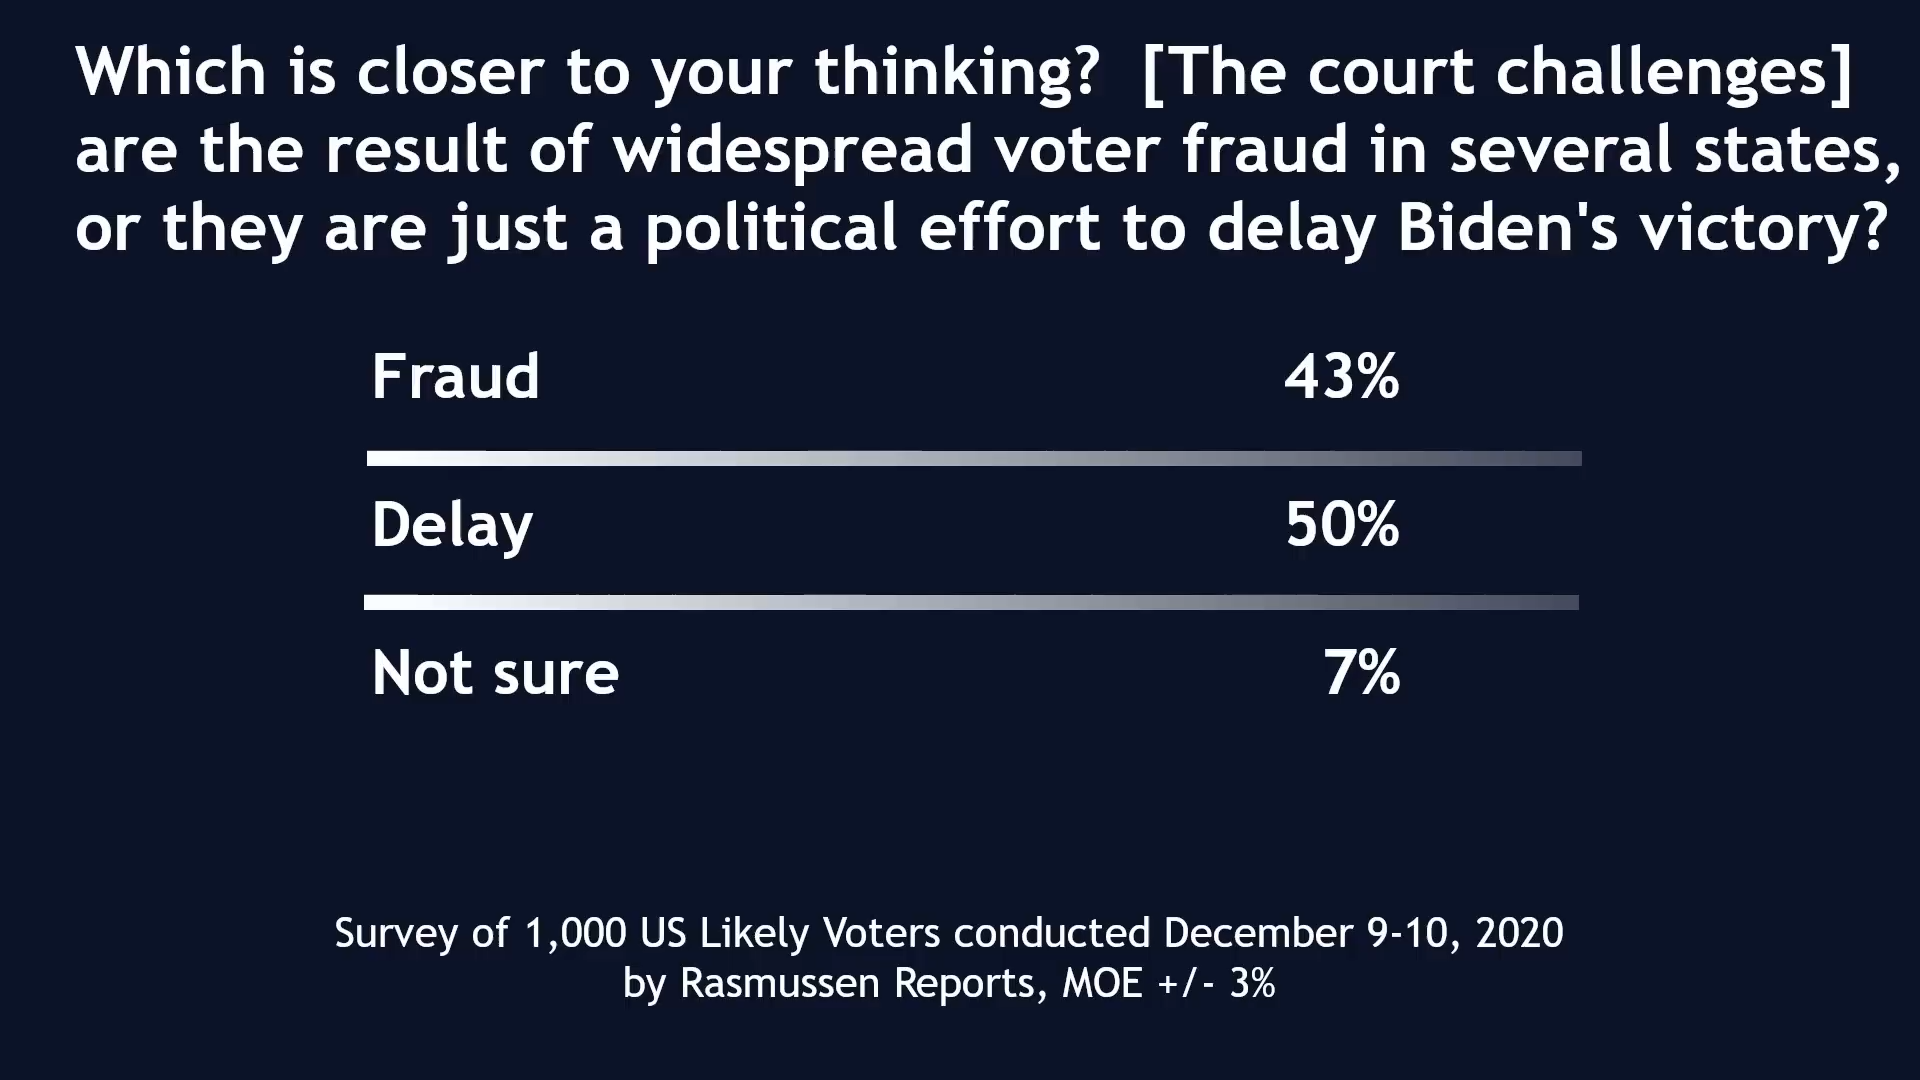 Which is closer to your thinking? [The court challenges]
are the result of widespread voter fraud in several states,
or they are just a political effort to delay Biden's victory?
Fraud 43%
Delay 50%
Not sure 7%
Survey of 1,000 US Likely Voters conducted December 9-10, 2020
by Rasmussen Reports, MOE +/- 3%